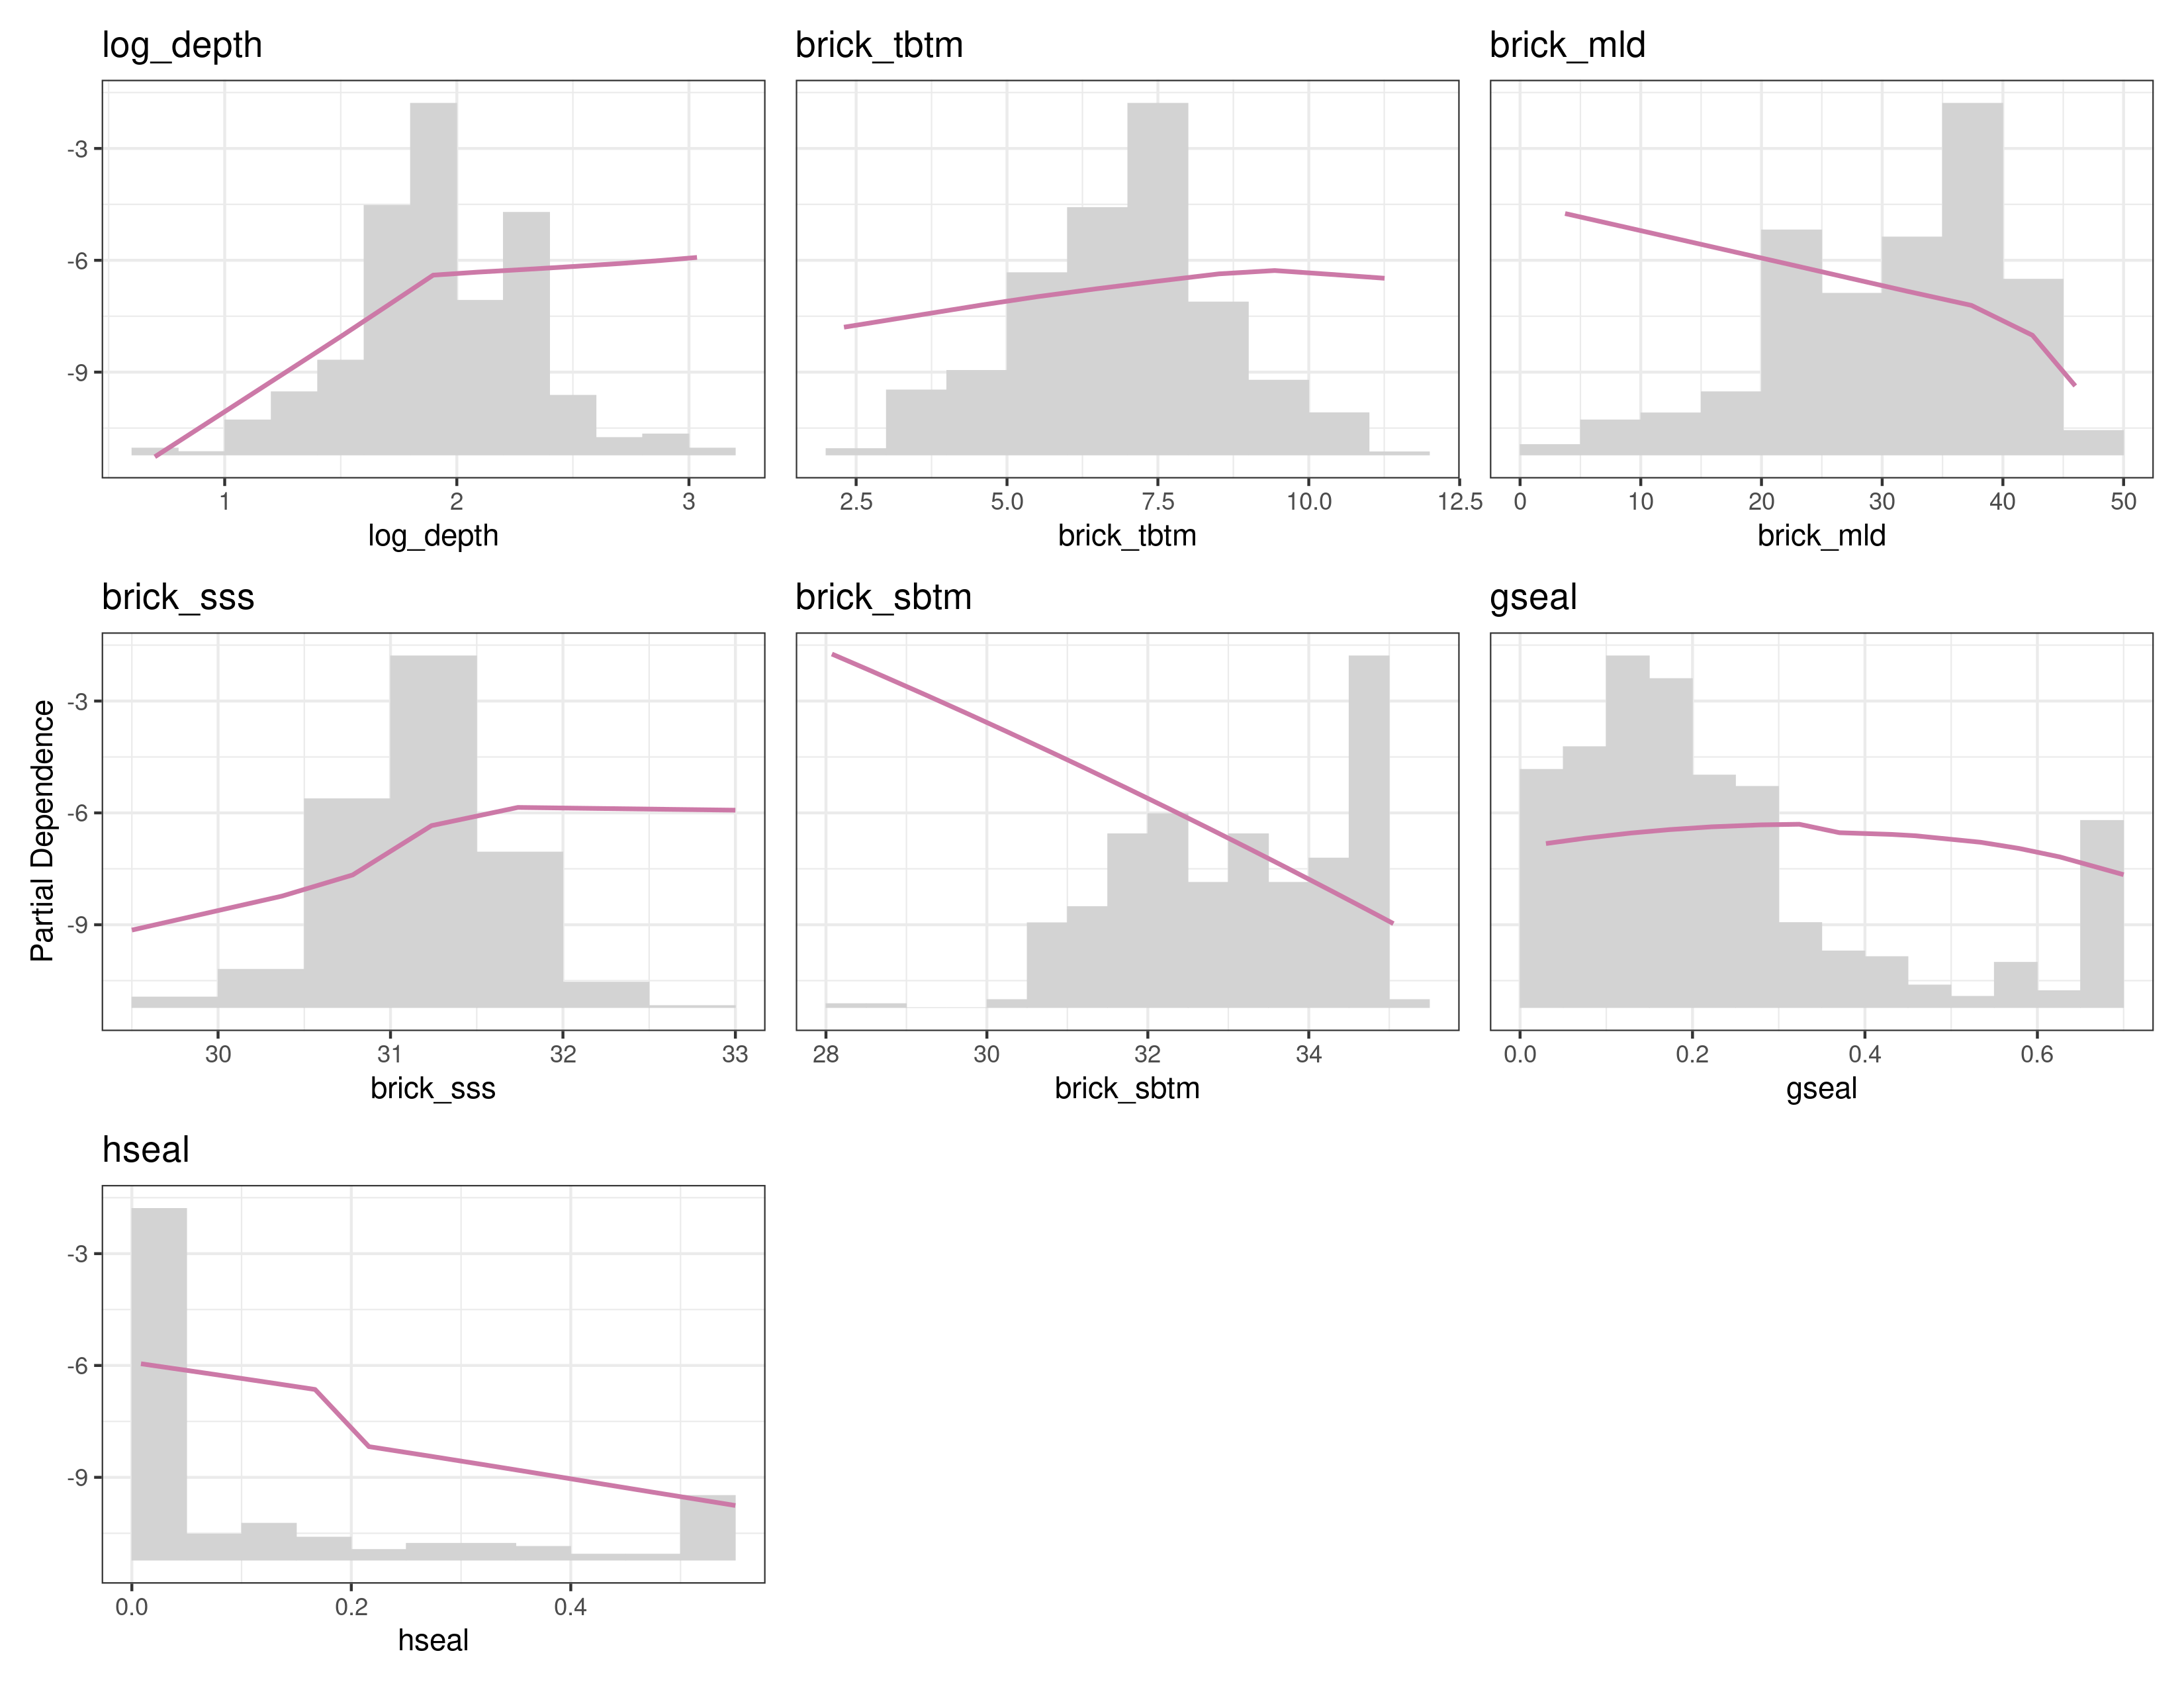 log_depth
brick_tbtm
brick_mld
-3
-6
-9
1 2 3
2.5 5.0 7.5 10.0 12.5
0 10 20 30 40 50
log_depth
brick_tbtm
brick_mld
brick_sss
brick_sbtm
gseal
Partial Dependence
-3
-6
-9
30 31 32 33
28 30 32 34
0.0 0.2 0.4 0.6
brick_sss
brick_sbtm
gseal
hseal
-3
-6
-9
0.0 0.2 0.4
hseal